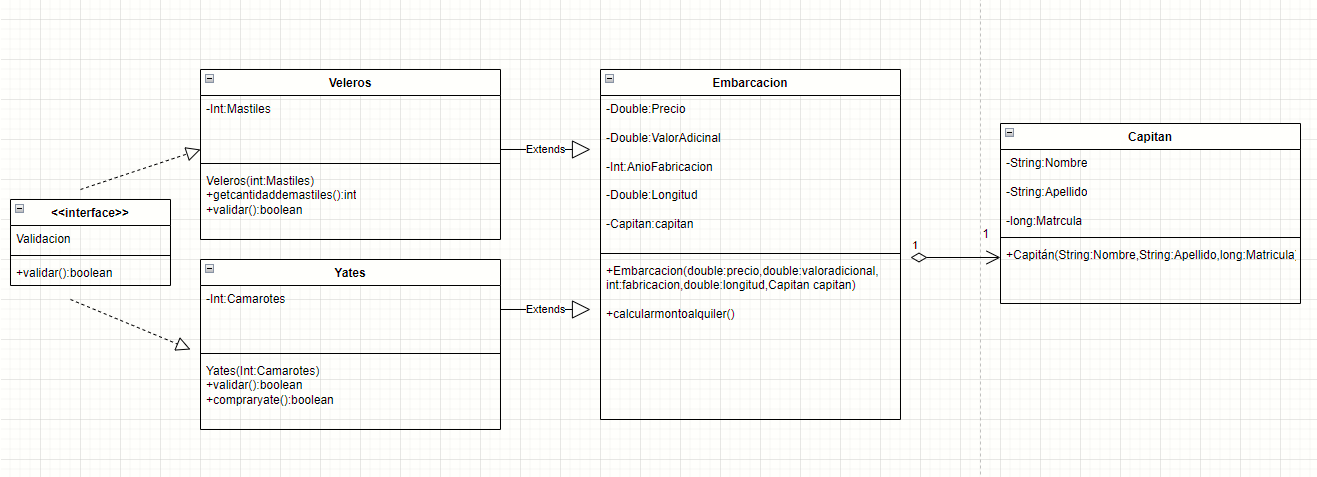 <<interface>>
Validacion
+validar():boolean
Veleros
-Int:Mastiles
Veleros(int:Mastiles)
+getcantidaddemastiles():int
+validar():boolean
Yates
-Int:Camarotes
Yates(Int:Camarotes)
+validar():boolean
+compraryate():boolean
Extends
Extends
Embarcacion
-Double:Precio
-Double:ValorAdicinal
-Int:AnioFabricacion
-Double:Longitud
-Capitan:capitan
+Embarcacion(double:precio,double:valoradicional,
int:fabricacion,double:longitud,Capitan capitan)
+calcularmontoalquiler()
1
1
Capitan
-String:Nombre
-String:Apellido
-long:Matrcula
+Capitán(String:Nombre,String:Apellido,long:Matricula